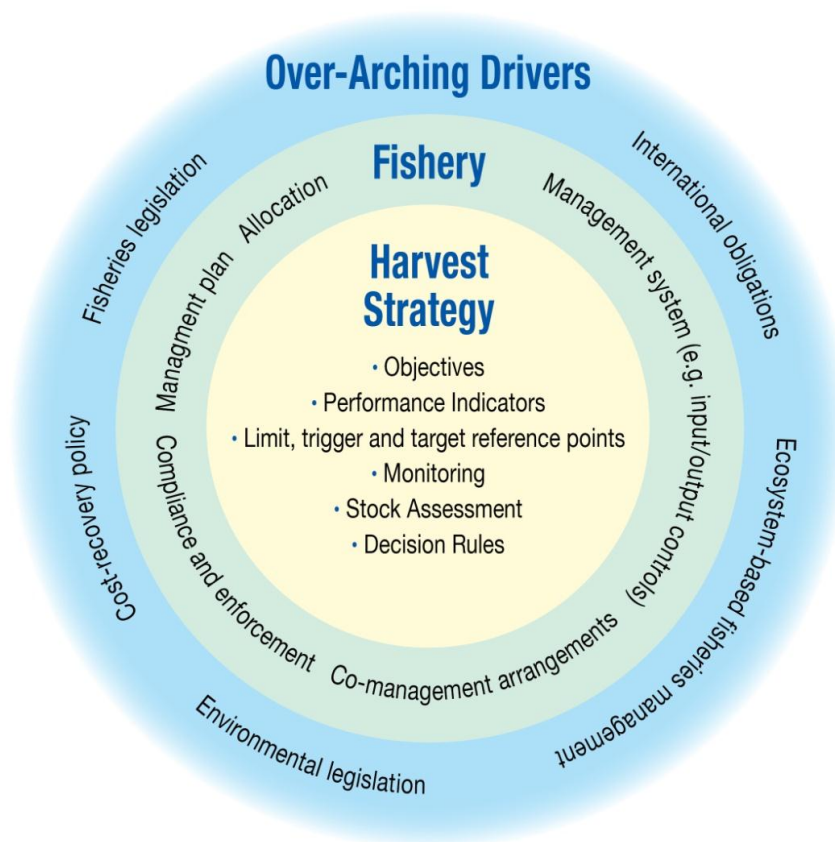 Over-Arching Drivers
Fisheries legislation
International obligations
Cost-recovery policy
Ecosystem-based fisheries management
Environmental legislation
Fishery
Allocation
Managment plan
Management system (e.g. input/output controls)
Compliance and enforcement
Co-management arrangements
Harvest
Strategy
• Objectives
• Performance Indicators
• Limit, trigger and target reference points
• Monitoring
• Stock Assessment
• Decision Rules